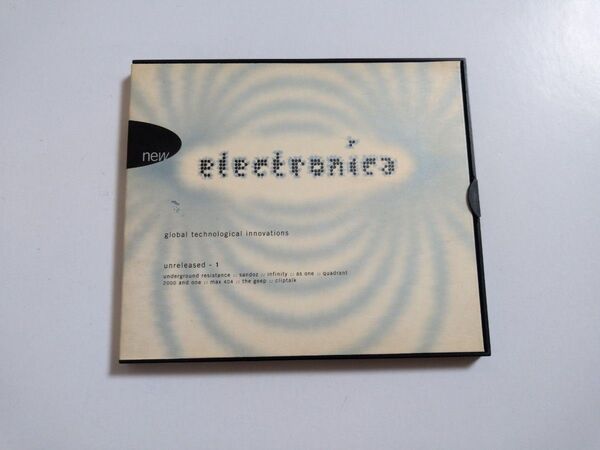 new
electronica
global technological innovations
unreleased - 1
underground resistance :: sandoz :: infinity :: as one :: quadrant
2000 and one :: max 404 :: the geep :: cliptalk